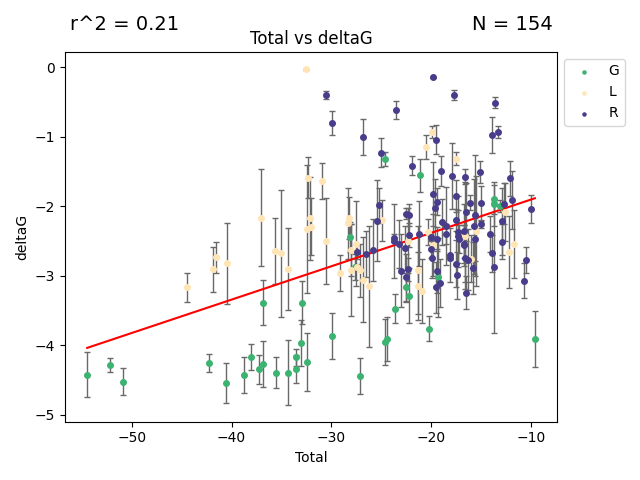 r^2 = 0.21
N = 154
Total vs deltaG
G
L
R
deltaG
0
−1
−2
−3
−4
−5
−50
−40
−30
−20
−10
Total